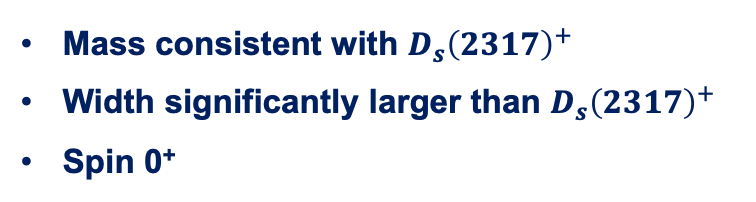 • Mass consistent with Dₛ(2317)⁺
• Width significantly larger than Dₛ(2317)⁺
• Spin 0⁺